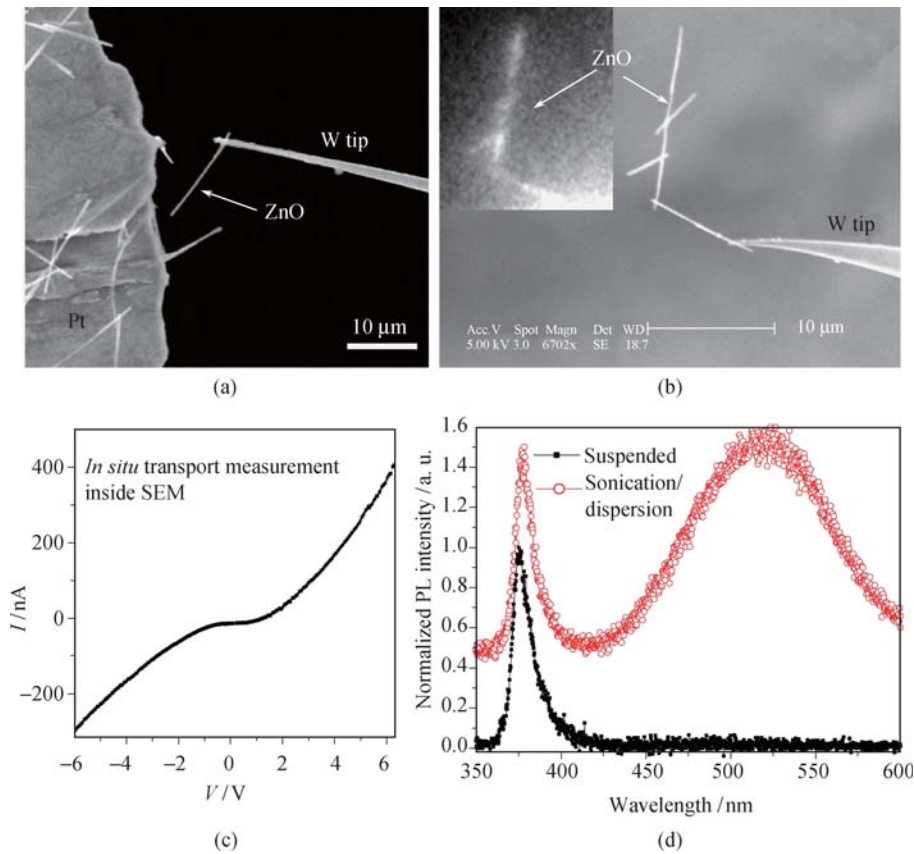 W tip
ZnO
Pt
10 μm
(a)
ZnO
W tip
Acc.V Spot Magn Det WD
5.00 kV 3.0 6702x SE 18.7
10 μm
(b)
In situ transport measurement
inside SEM
I/nA
400
200
0
−200
−6 −4 −2 0 2 4 6
V/V
(c)
Suspended
Sonication/
dispersion
Normalized PL intensity/a. u.
1.6
1.4
1.2
1.0
0.8
0.6
0.4
0.2
0.0
350 400 450 500 550 600
Wavelength/nm
(d)